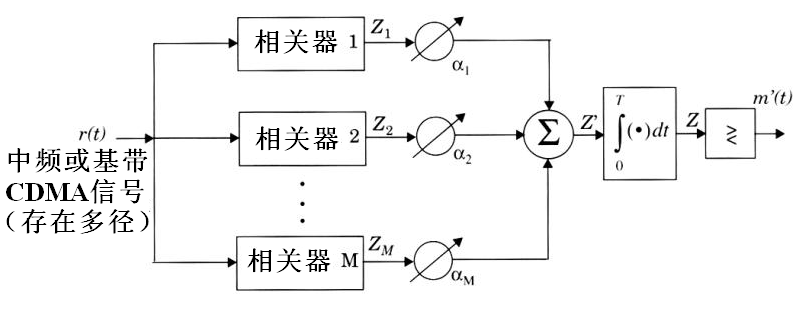 相关器 1
Z1
α1
r(t)
中频或基带
CDMA信号
（存在多径）
相关器 2
Z2
α2
相关器 M
ZM
αM
Σ
Z'
T
∫(•)dt
0
Z
≷
m'(t)